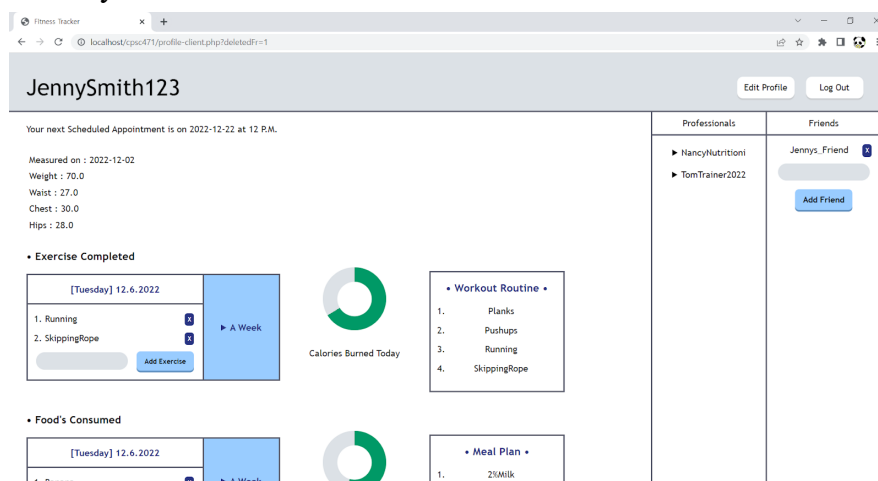 Fitness Tracker
localhost/cpsc471/profile-client.php?deletedFr=1
JennySmith123
Edit Profile
Log Out
Your next Scheduled Appointment is on 2022-12-22 at 12 P.M.
Measured on : 2022-12-02
Weight : 70.0
Waist : 27.0
Chest : 30.0
Hips : 28.0
• Exercise Completed
[Tuesday] 12.6.2022
1. Running X
2. SkippingRope X
Add Exercise
▶ A Week
Calories Burned Today
• Workout Routine •
1. Planks
2. Pushups
3. Running
4. SkippingRope
• Food's Consumed
[Tuesday] 12.6.2022
A Week
• Meal Plan •
1. 2%Milk
Professionals
▶ NancyNutritioni
▶ TomTrainer2022
Friends
Jennys_Friend X
Add Friend